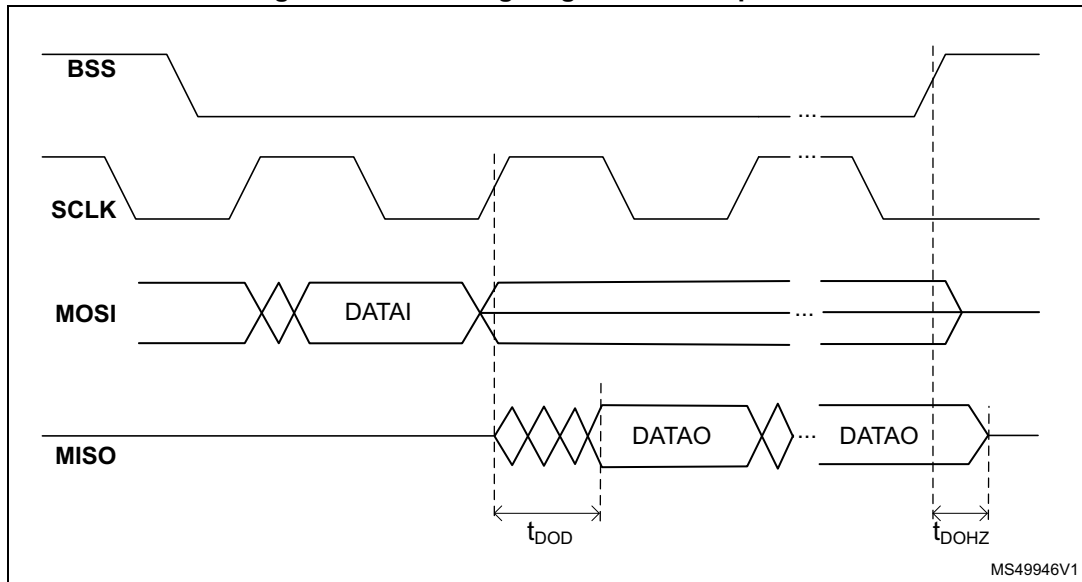 BSS
...
SCLK
...
MOSI
DATAI
...
MISO
DATAO
...
DATAO
tDOD
tDOHZ
MS49946V1